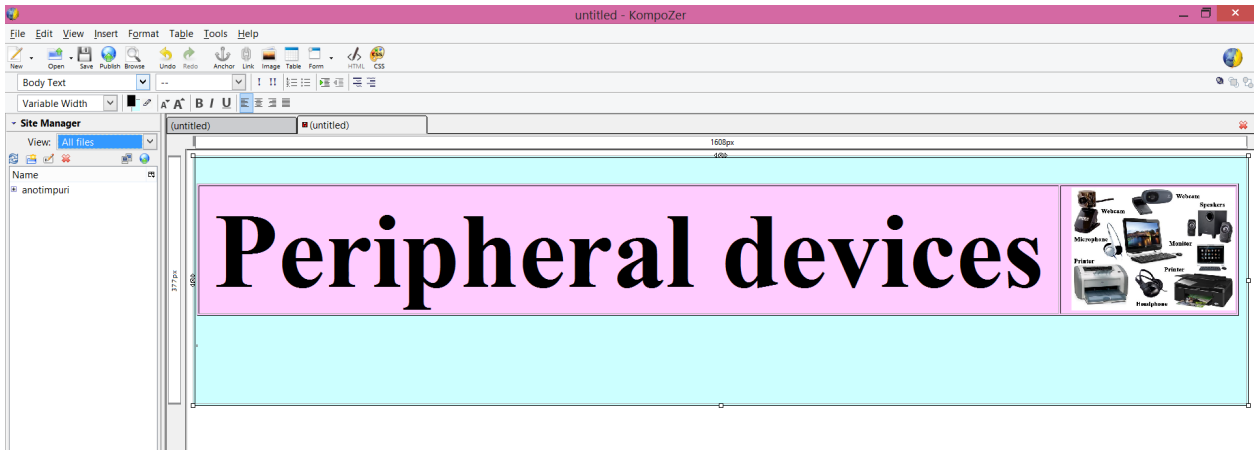 untitled - KompoZer
File Edit View Insert Format Table Tools Help
New Open Save Publish Browse Undo Redo Anchor Link Image Table Form HTML CSS
Body Text --
Variable Width A A B I U
Site Manager
(untitled) (untitled)
View: All files
1608px
Name
anotimpuri
377px
Peripheral devices
Webcam
Webcam
Speakers
Microphone
Monitor
Printer
Printer
Headphone